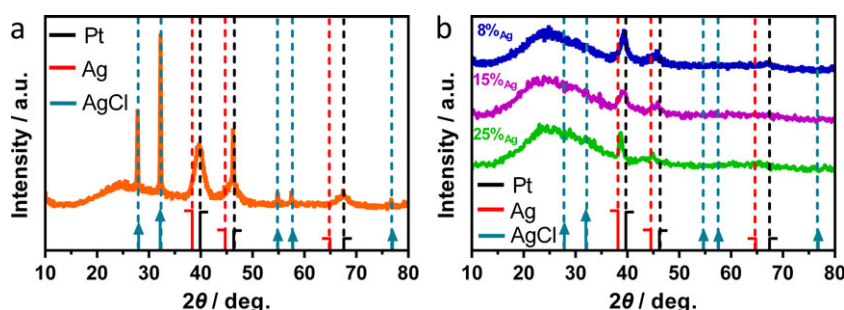 a
Intensity / a.u.
Pt
Ag
AgCl
10 20 30 40 50 60 70 80
2θ / deg.
b
Intensity / a.u.
8%Ag
15%Ag
25%Ag
Pt
Ag
AgCl
10 20 30 40 50 60 70 80
2θ / deg.